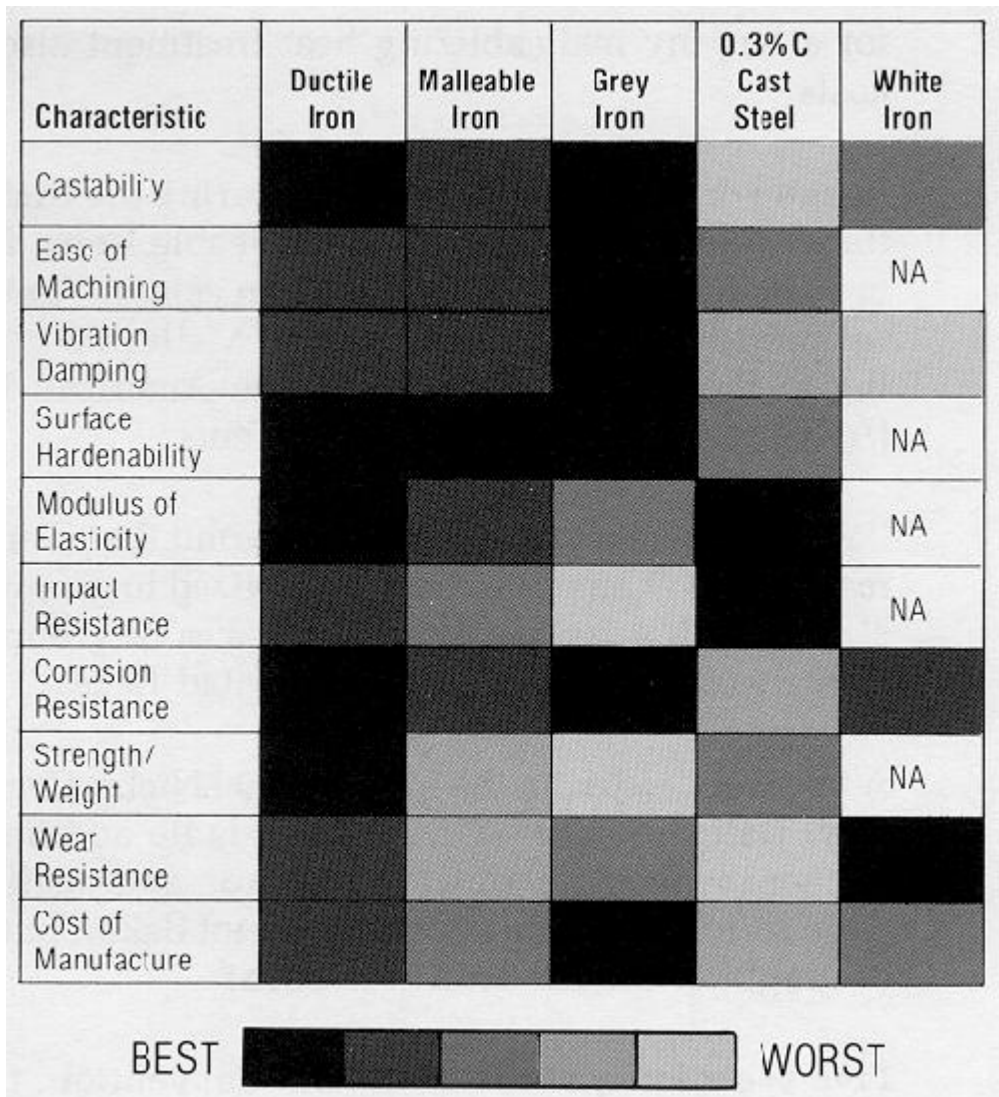 Characteristic
Ductile
Iron
Malleable
Iron
Grey
Iron
0.3%C
Cast
Steel
White
Iron
Castability
Ease of
Machining
NA
Vibration
Damping
Surface
Hardenability
NA
Modulus of
Elasticity
NA
Impact
Resistance
NA
Corrosion
Resistance
Strength/
Weight
NA
Wear
Resistance
Cost of
Manufacture
BEST
WORST